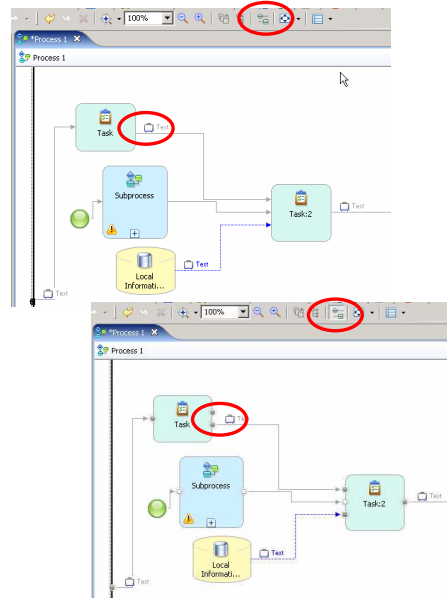 100%
*Process 1
Process 1
Task
Text
Subprocess
Task:2
Text
Text
Local
Informati...
Text
100%
*Process 1
Process 1
Task
Text
Subprocess
Task:2
Text
Text
Local
Informati...
Text